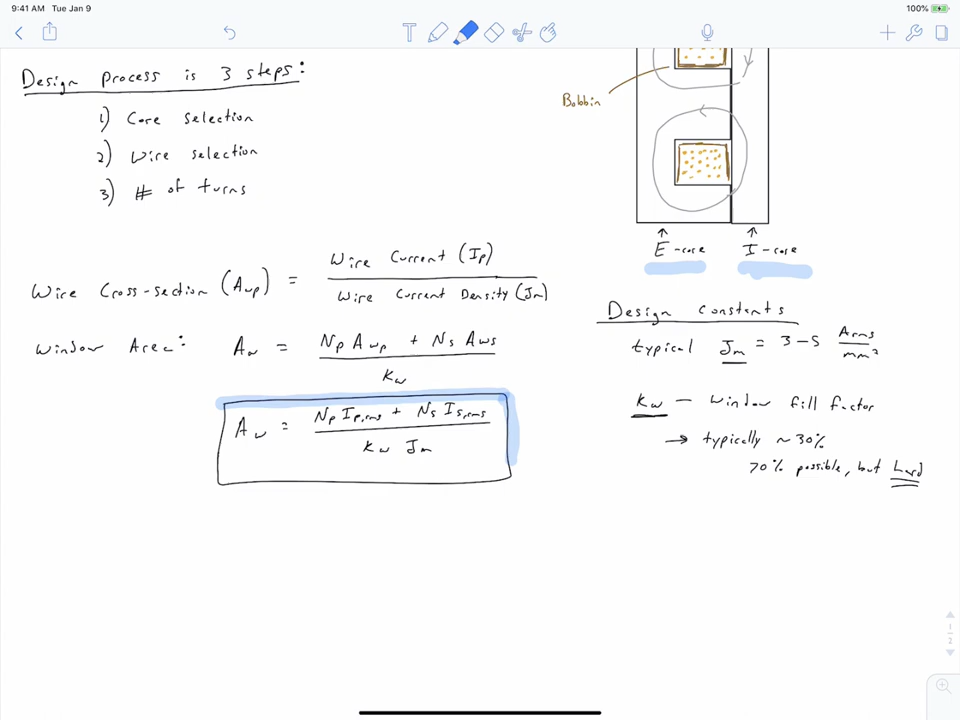 9:41 AM Tue Jan 9
100%
Design process is 3 steps:
1) Core selection
2) Wire selection
3) # of turns
Bobbin
E-core
I-core
Wire Cross-section (Awp) = Wire Current (Ip) / Wire Current Density (Jm)
Window Area: Aw = Np Awp + Ns Aws / kw
Aw = Np Ip,rms + Ns Is,rms / kw Jm
Design constants
typical Jm = 3-5 Arms/mm²
kw - window fill factor
→ typically ~30%
70% possible, but hard
1/2